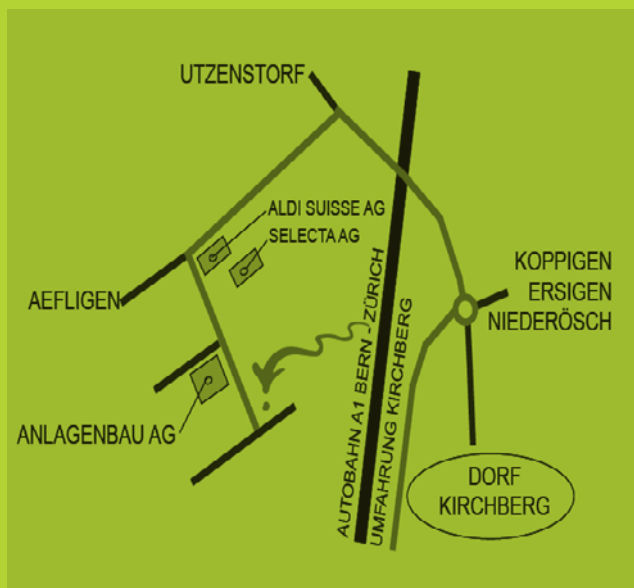 UTZENSTORF
ALDI SUISSE AG
SELECTA AG
KOPPIGEN
ERSIGEN
NIEDERÖSCH
AEFLIGEN
AUTOBAHN A1 BERN - ZÜRICH
UMFAHRUNG KIRCHBERG
ANLAGENBAU AG
DORF
KIRCHBERG